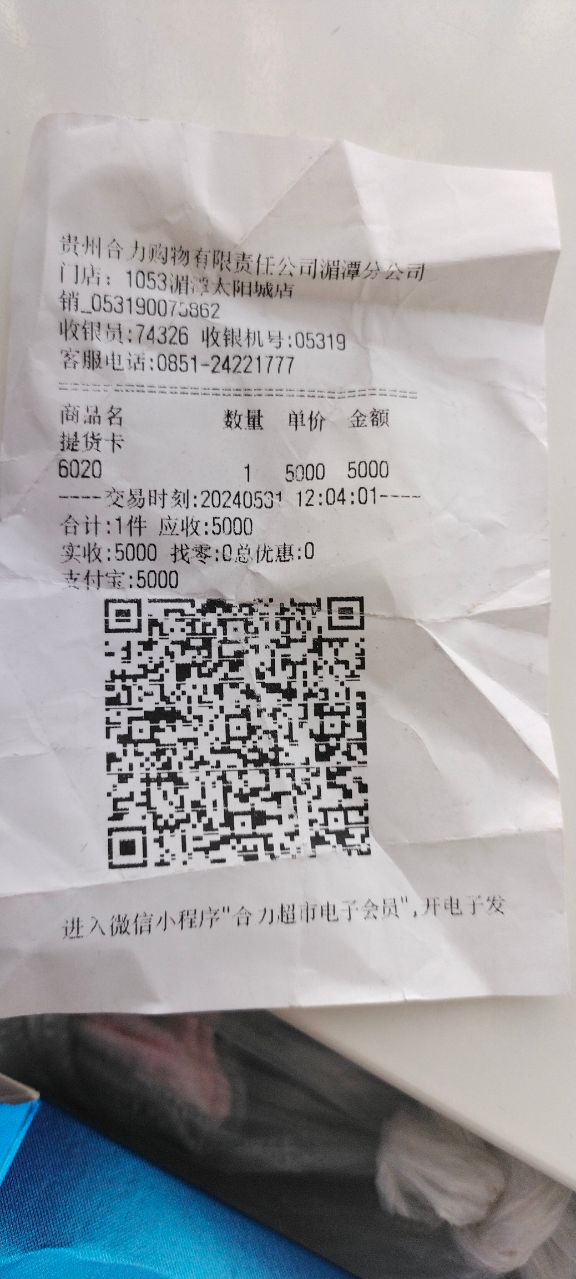 贵州合力购物有限责任公司湄潭分公司
门店：1053湄潭太阳城店
销_053190075862
收银员:74326 收银机号:05319
客服电话:0851-24221777
商品名 数量 单价 金额
提货卡
6020 1 5000 5000
----交易时刻:20240531 12:04:01----
合计:1件 应收:5000
实收:5000 找零:0总优惠:0
支付宝:5000
进入微信小程序"合力超市电子会员",开电子发